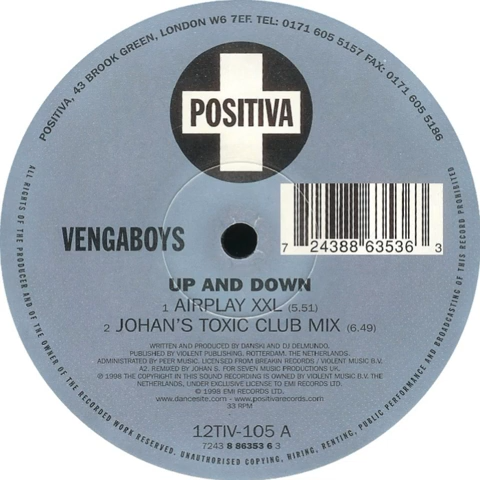 POSITIVA, 43 BROOK GREEN, LONDON W6 7EF. TEL: 0171 605 5157 FAX: 0171 605 5186
POSITIVA
VENGABOYS
7 24388 63536 3
UP AND DOWN
1 AIRPLAY XXL (5.51)
2 JOHAN'S TOXIC CLUB MIX (6.49)
WRITTEN AND PRODUCED BY DANSKI AND DJ DELMUNDO.
PUBLISHED BY VIOLENT PUBLISHING, ROTTERDAM, THE NETHERLANDS.
ADMINISTRATED BY PEER MUSIC. LICENSED FROM BREAKIN RECORDS / VIOLENT MUSIC B.V.
A2: REMIXED BY JOHAN S. FOR SEVEN MUSIC PRODUCTIONS UK.
℗ 1998 THE COPYRIGHT IN THIS SOUND RECORDING IS OWNED BY VIOLENT MUSIC B.V. THE
NETHERLANDS, UNDER EXCLUSIVE LICENSE TO EMI RECORDS LTD.
© 1998 EMI RECORDS LTD.
www.dancesite.com - www.positivarecords.com
33 RPM
12TIV-105 A
7243 8 86353 6 3
ALL RIGHTS OF THE PRODUCER AND OF THE OWNER OF THE RECORDED WORK RESERVED. UNAUTHORISED COPYING, HIRING, RENTING, PUBLIC PERFORMANCE AND BROADCASTING OF THIS RECORD PROHIBITED